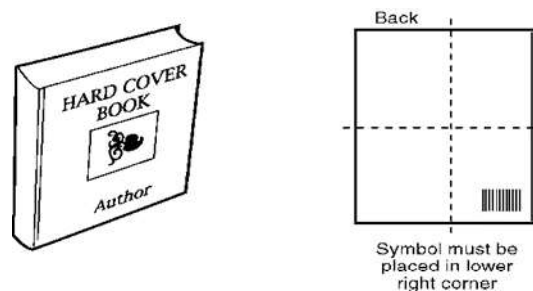 HARD COVER
BOOK
Author
Back
Symbol must be
placed in lower
right corner